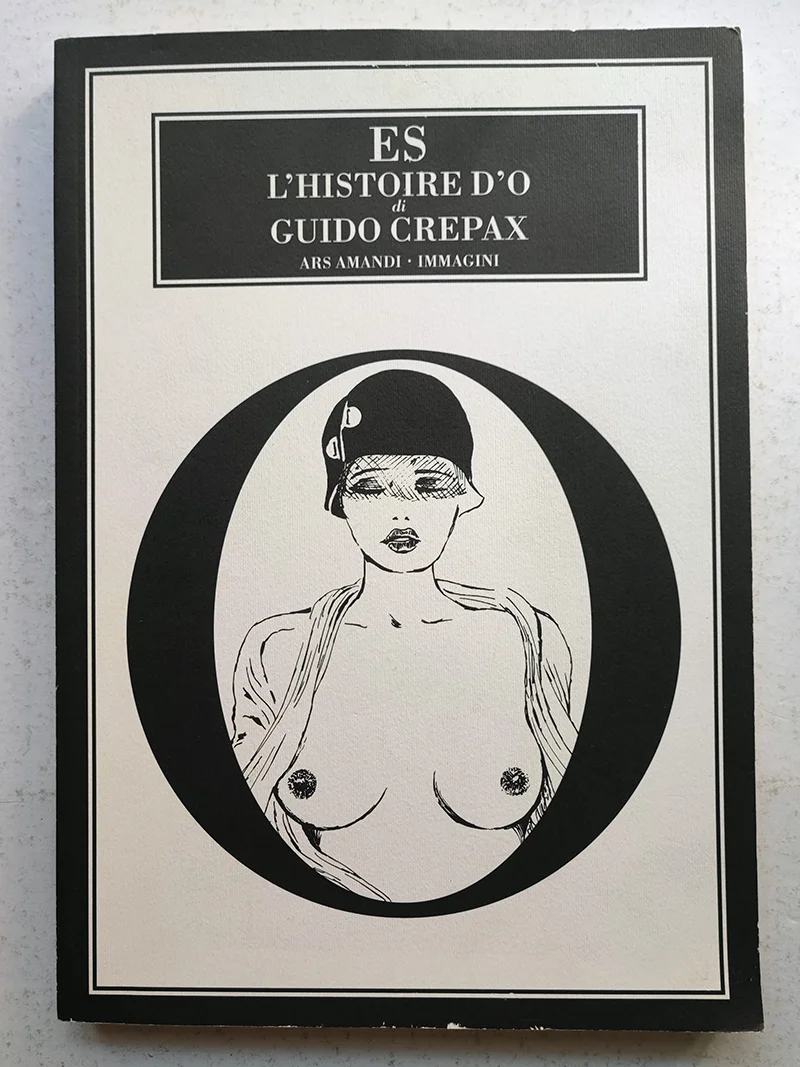 ES
L'HISTOIRE D'O
di
GUIDO CREPAX
ARS AMANDI · IMMAGINI
O